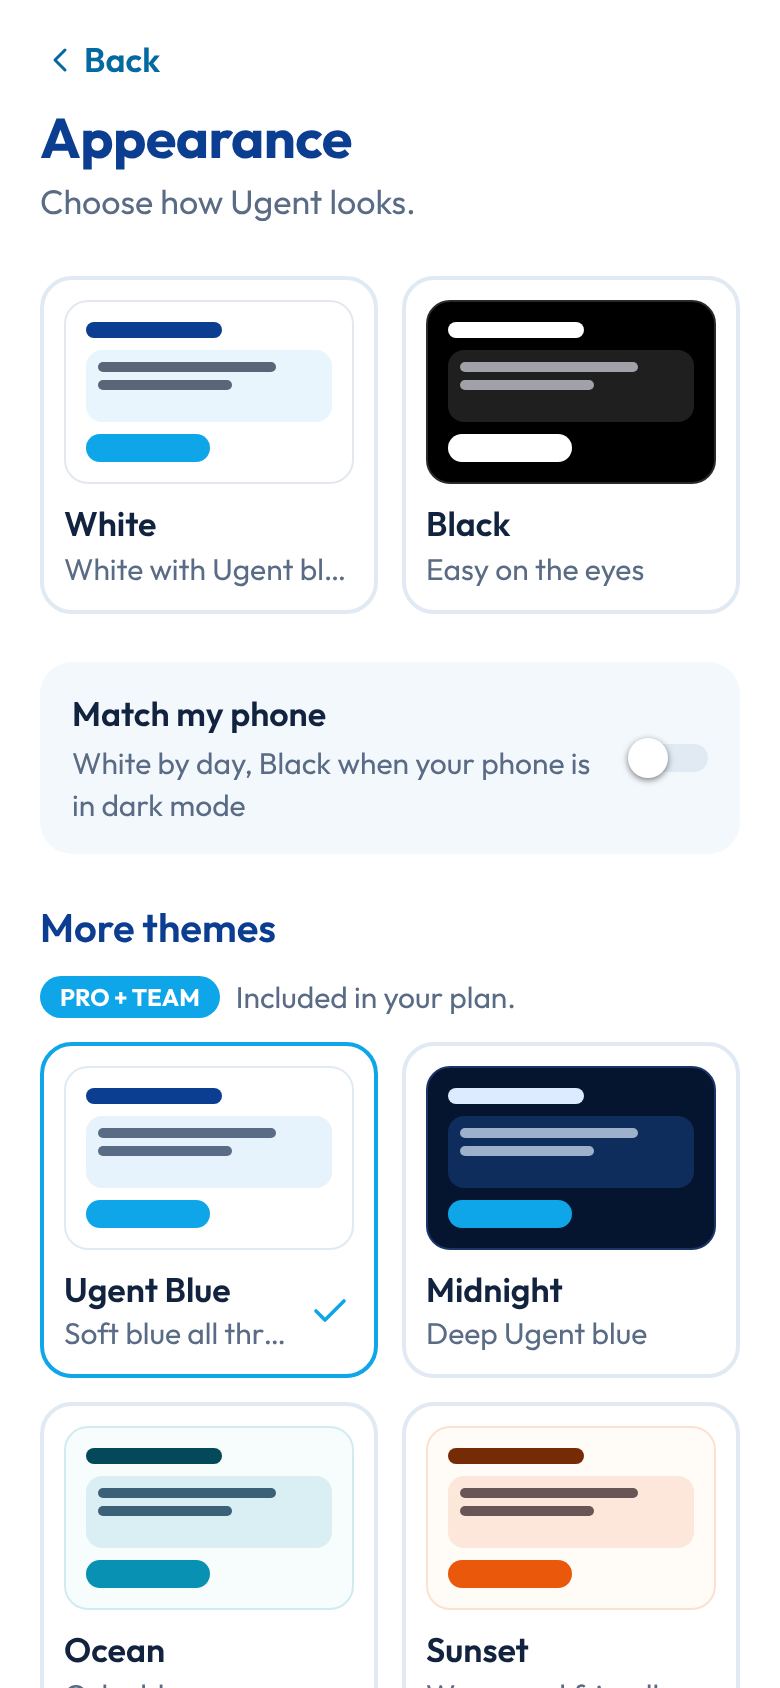 Back
Appearance
Choose how Ugent looks.
White
White with Ugent bl...
Black
Easy on the eyes
Match my phone
White by day, Black when your phone is
in dark mode
More themes
PRO + TEAM
Included in your plan.
Ugent Blue
Soft blue all thr...
Midnight
Deep Ugent blue
Ocean
Sunset